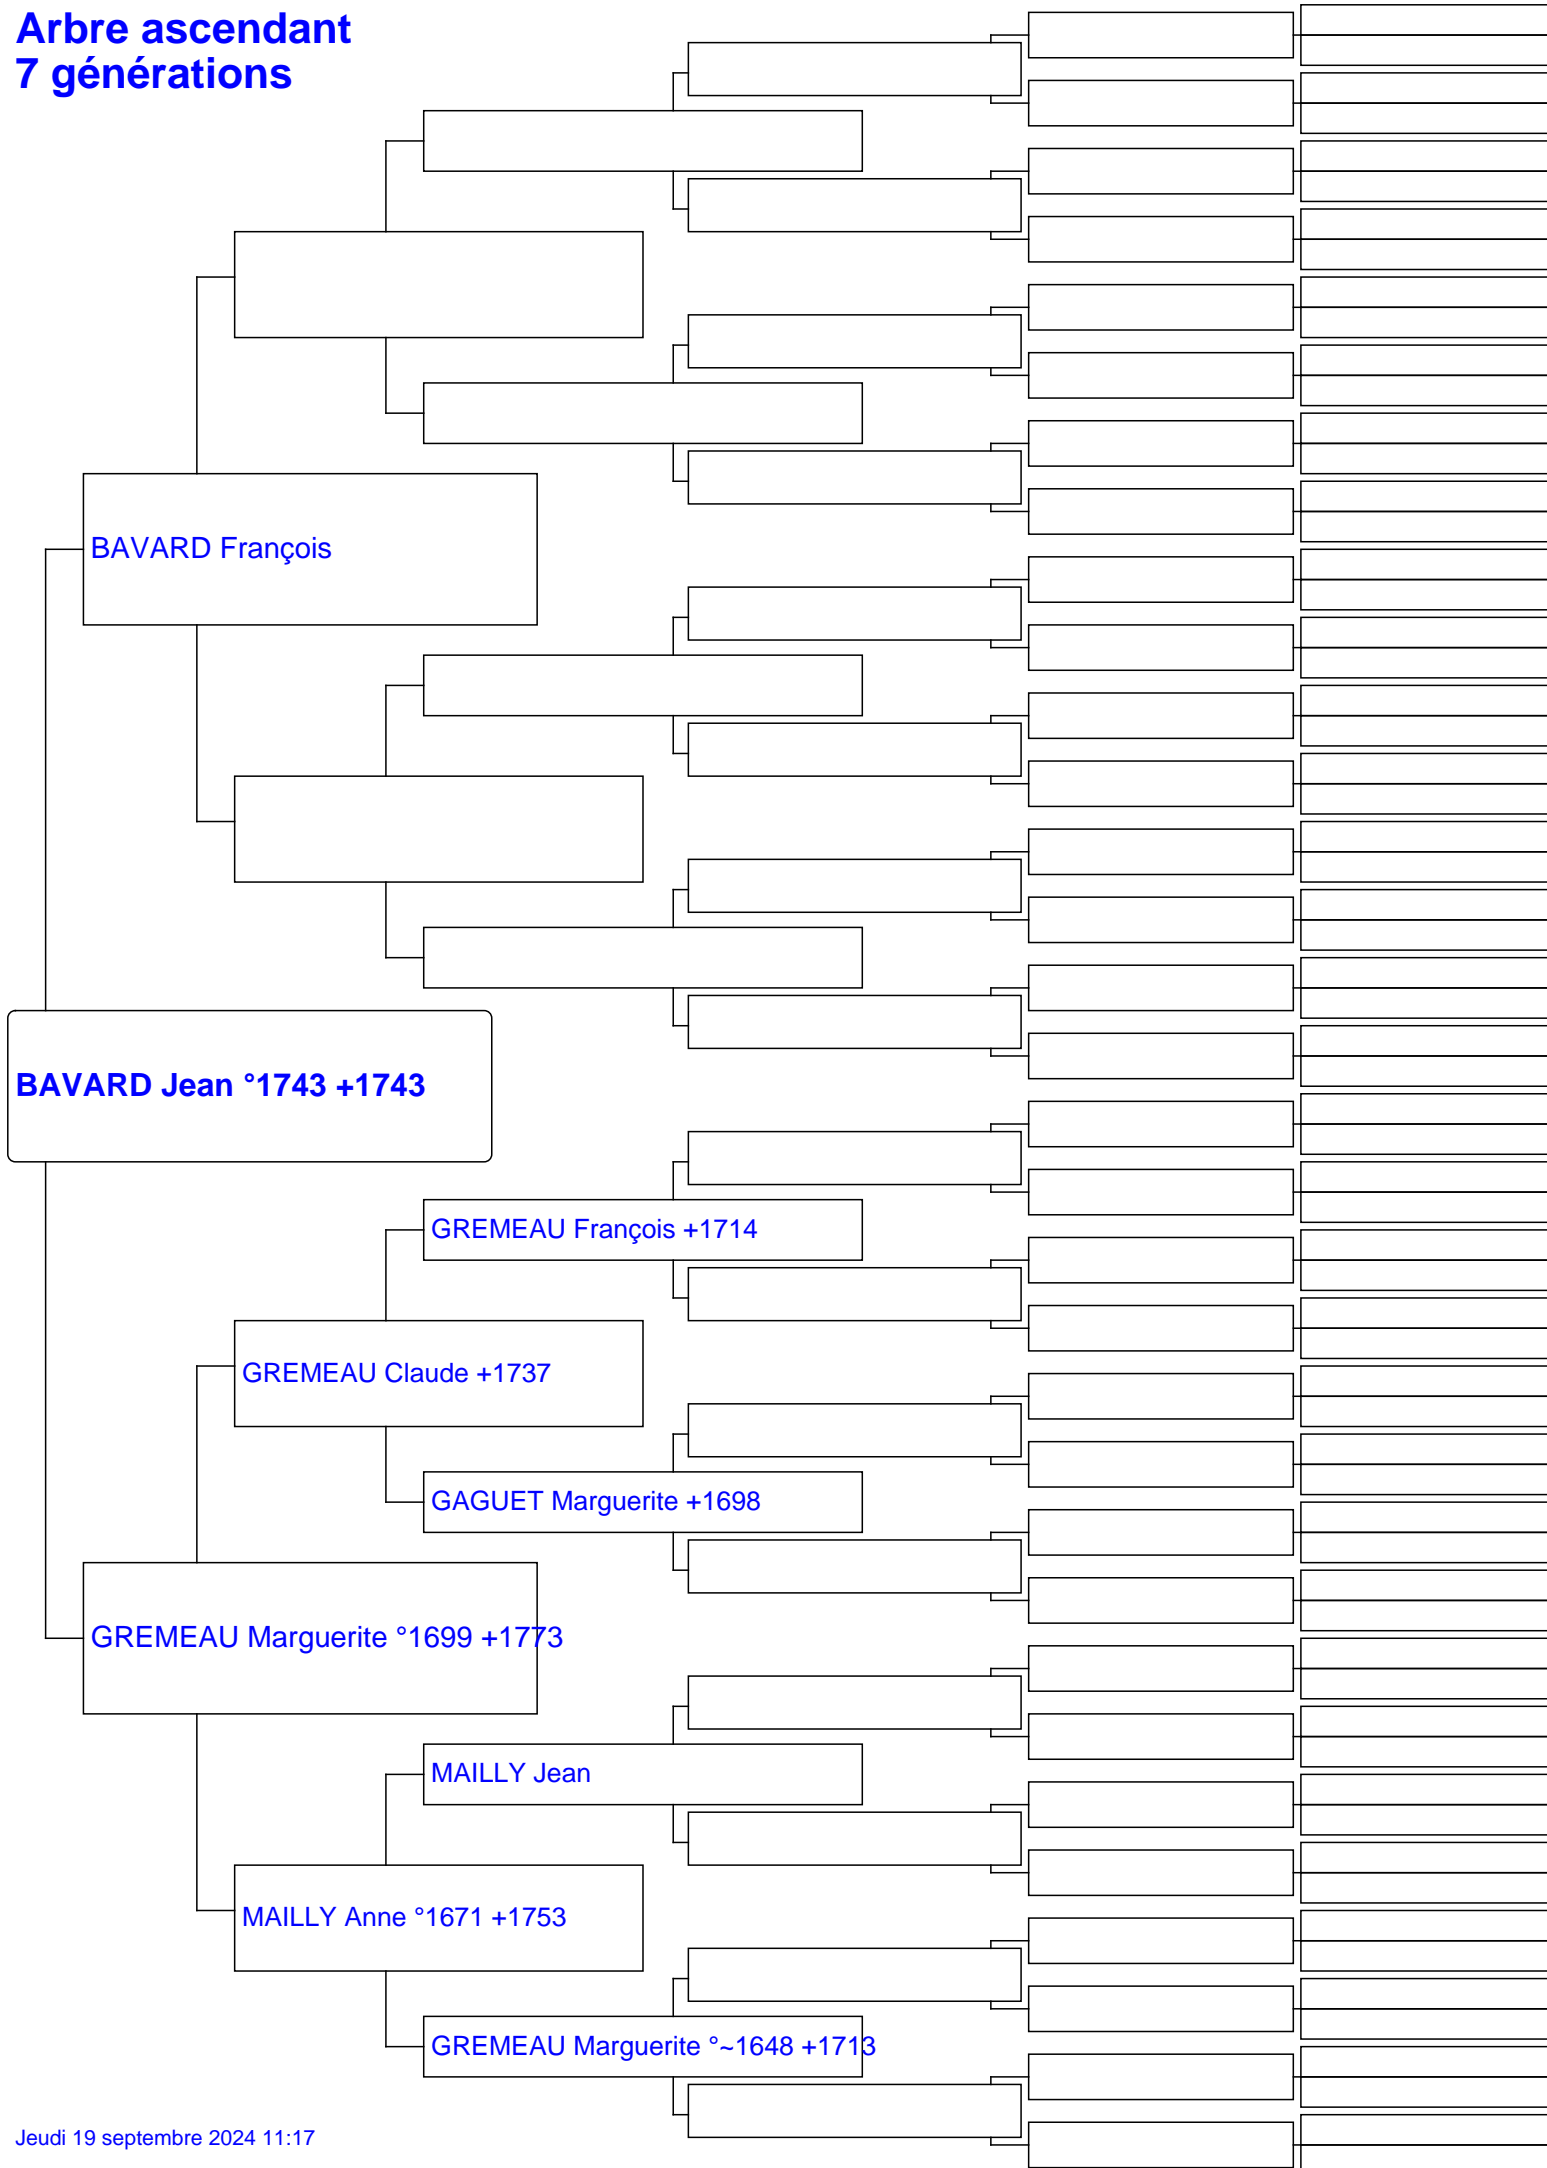 Arbre ascendant
7 générations
BAVARD François
BAVARD Jean °1743 +1743
GREMEAU François +1714
GREMEAU Claude +1737
GAGUET Marguerite +1698
GREMEAU Marguerite °1699 +1773
MAILLY Jean
MAILLY Anne °1671 +1753
GREMEAU Marguerite °~1648 +1713
Jeudi 19 septembre 2024 11:17